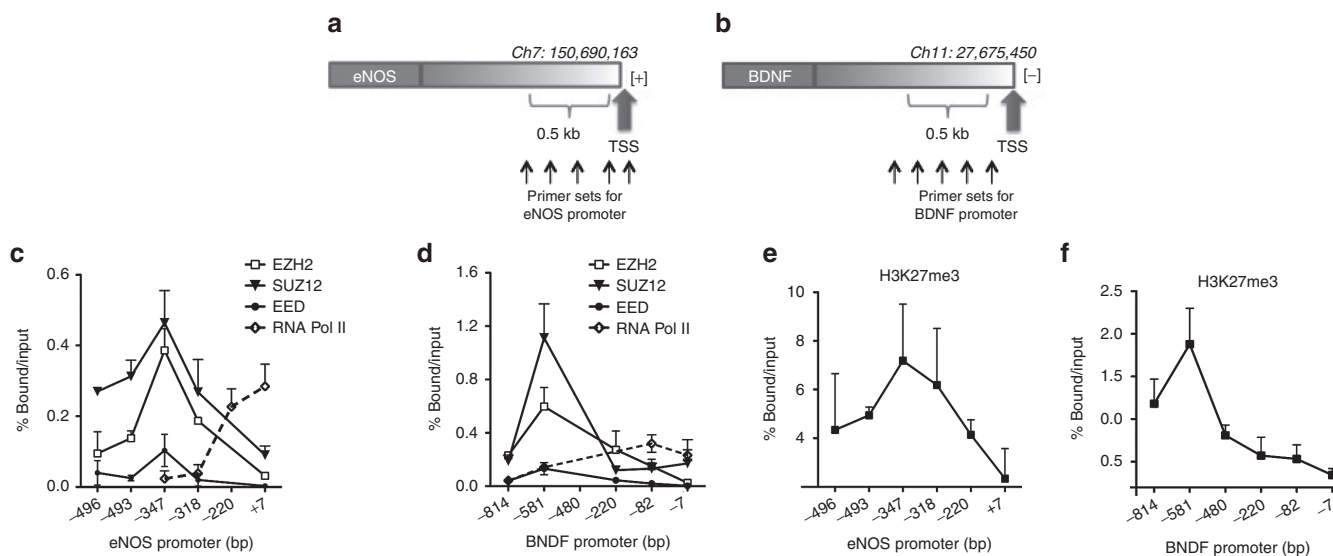 a
Ch7: 150,690,163
eNOS
[+]
0.5 kb
TSS
Primer sets for
eNOS promoter
b
Ch11: 27,675,450
BDNF
[–]
0.5 kb
TSS
Primer sets for
BDNF promoter
c
EZH2
SUZ12
EED
RNA Pol II
% Bound/input
0.6
0.4
0.2
0.0
–496
–493
–347
–318
–220
+7
eNOS promoter (bp)
d
EZH2
SUZ12
EED
RNA Pol II
% Bound/input
1.6
1.2
0.8
0.4
0.0
–814
–581
–480
–220
–82
–7
BNDF promoter (bp)
e
H3K27me3
% Bound/input
10
8
6
4
–496
–493
–347
–318
–220
+7
eNOS promoter (bp)
f
H3K27me3
% Bound/input
2.5
1.2
0.0
0.5
–814
–581
–480
–220
–82
–7
BNDF promoter (bp)